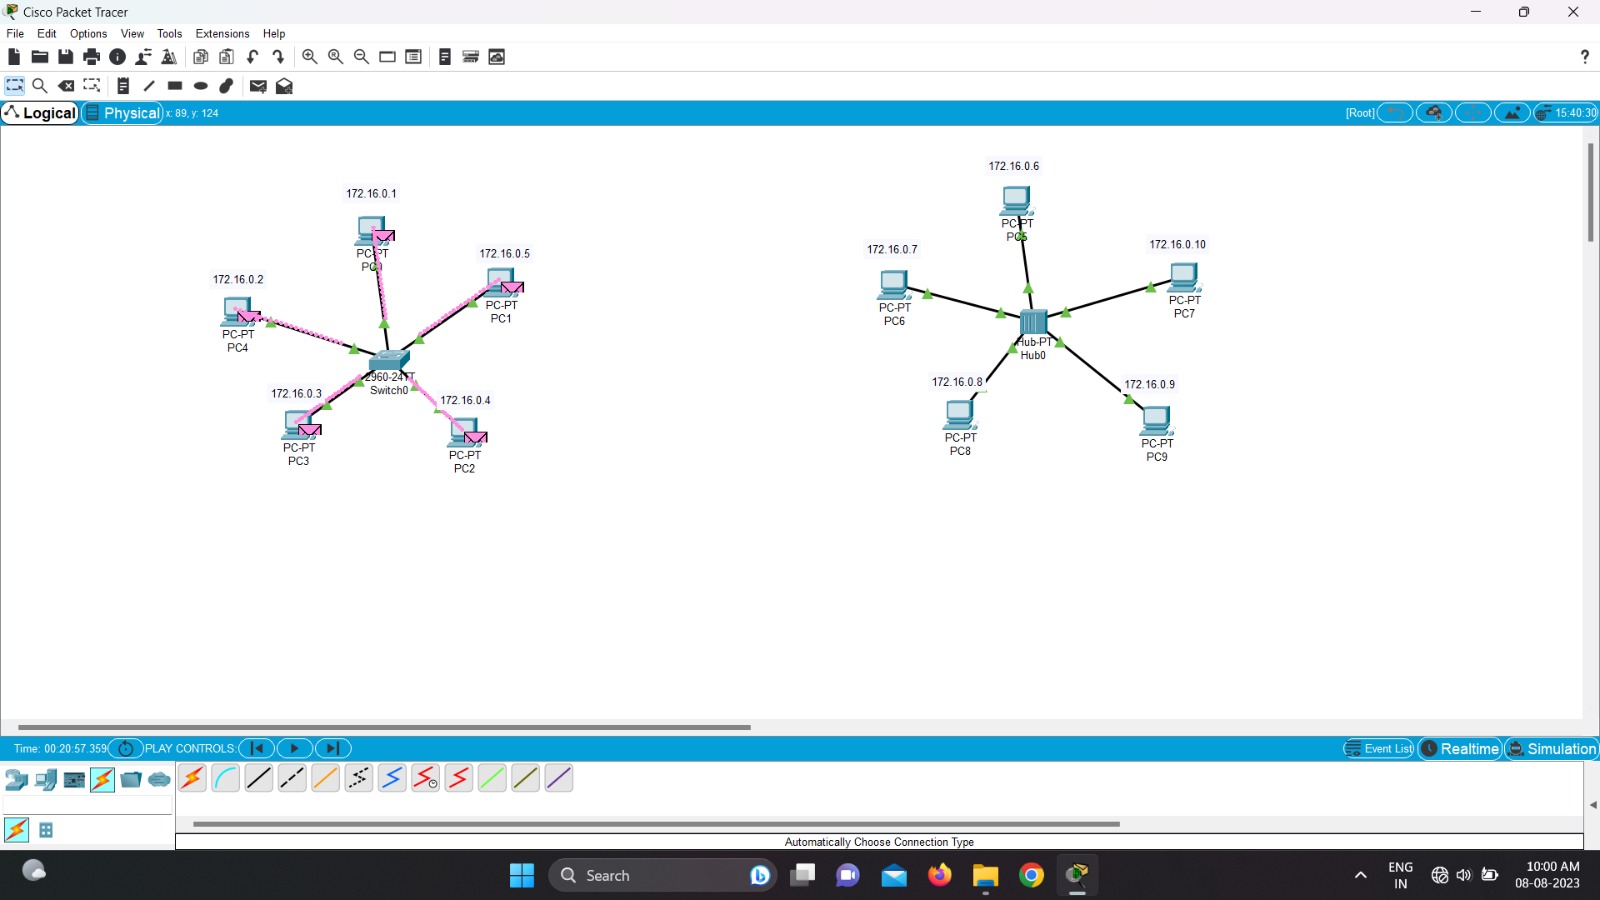 Cisco Packet Tracer
File Edit Options View Tools Extensions Help
?
Logical Physical x: 89, y: 124 [Root] 15:40:30
172.16.0.1
PC-PT
PC0
172.16.0.5
PC-PT
PC1
172.16.0.2
PC-PT
PC4
2960-24TT
Switch0
172.16.0.3
PC-PT
PC3
172.16.0.4
PC-PT
PC2
172.16.0.6
PC-PT
PC5
172.16.0.7
PC-PT
PC6
172.16.0.10
PC-PT
PC7
Hub-PT
Hub0
172.16.0.8
PC-PT
PC8
172.16.0.9
PC-PT
PC9
Time: 00:20:57.359 PLAY CONTROLS: Event List Realtime Simulation
Automatically Choose Connection Type
Search
ENG
IN
10:00 AM
08-08-2023